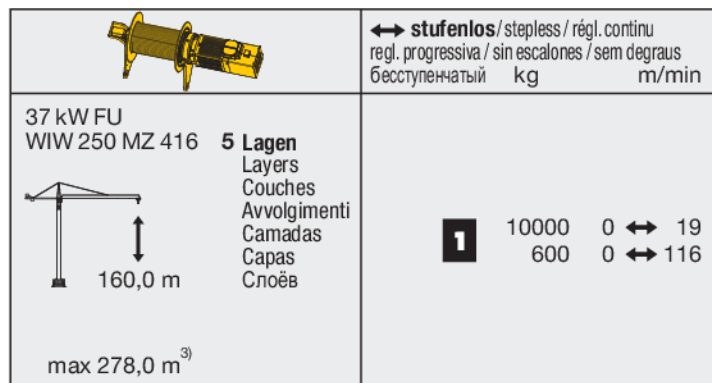 ↔ stufenlos / stepless / régl. continu
regl. progressiva / sin escalones / sem degraus
бесступенчатый kg m/min
37 kW FU
WIW 250 MZ 416 5 Lagen
Layers
Couches
Avvolgimenti
Camadas
Capas
Слоёв
160,0 m
max 278,0 m³⁾
1 10000 0 ↔ 19
600 0 ↔ 116